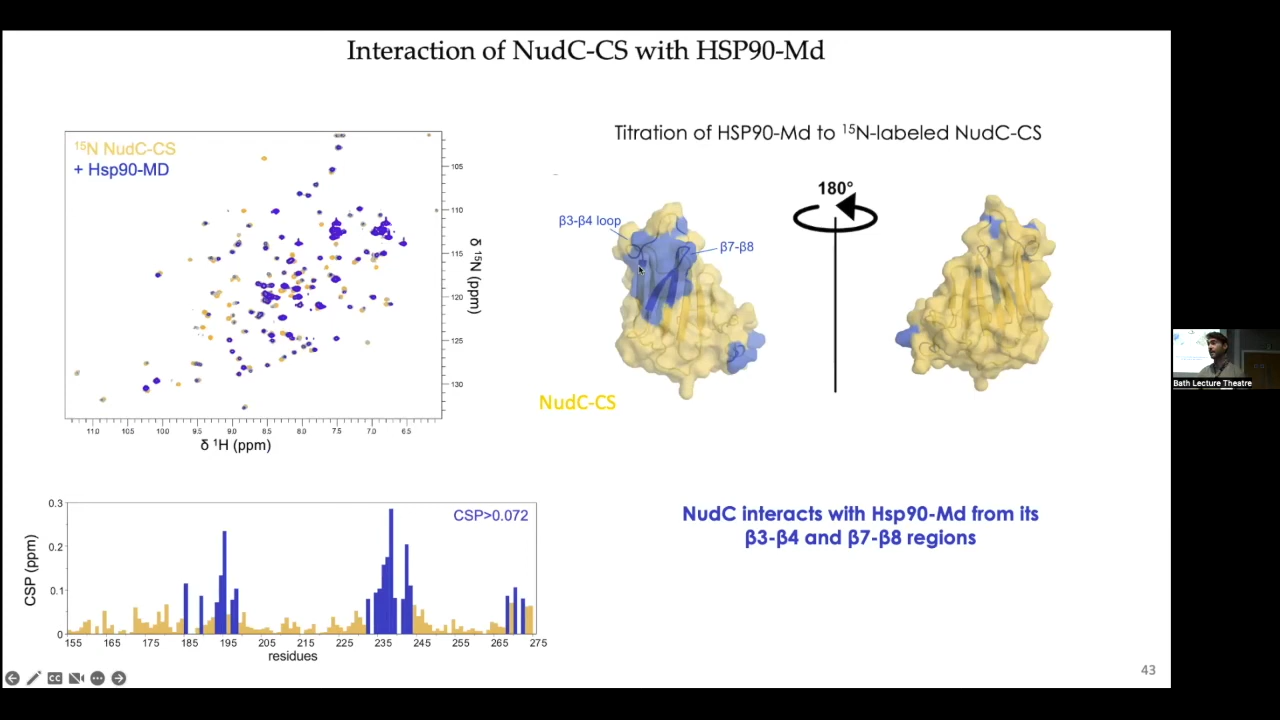 Interaction of NudC-CS with HSP90-Md
¹⁵N NudC-CS
+ Hsp90-MD
105
110
115
120
125
130
δ ¹⁵N (ppm)
11.0 10.5 10.0 9.5 9.0 8.5 8.0 7.5 7.0 6.5
δ ¹H (ppm)
Titration of HSP90-Md to ¹⁵N-labeled NudC-CS
180°
β3-β4 loop
β7-β8
NudC-CS
CSP>0.072
0.3
0.2
0.1
0
CSP (ppm)
155 165 175 185 195 205 215 225 235 245 255 265 275
residues
NudC interacts with Hsp90-Md from its
β3-β4 and β7-β8 regions
43
CC
Bath Lecture Theatre